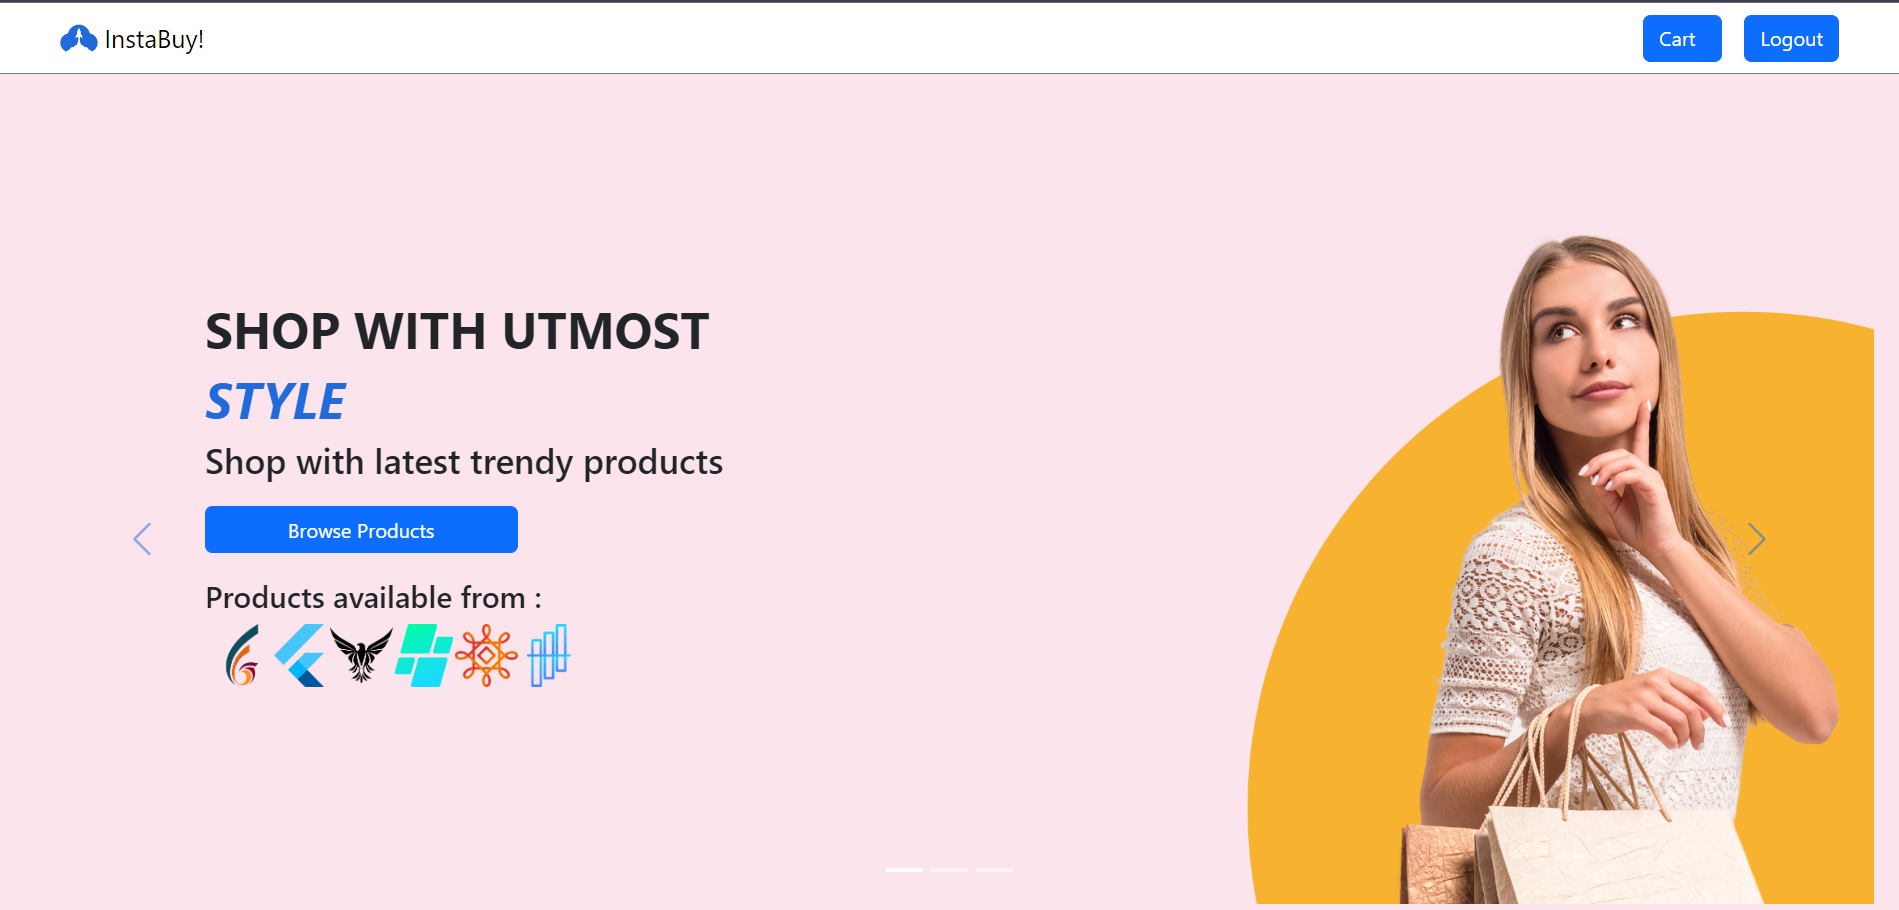 InstaBuy!
Cart
Logout
SHOP WITH UTMOST
STYLE
Shop with latest trendy products
Browse Products
Products available from :